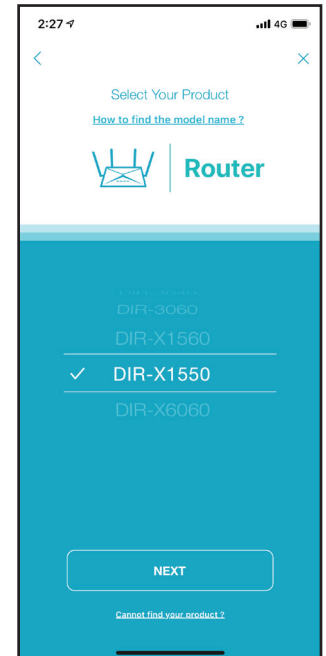 2:27
4G
Select Your Product
How to find the model name ?
Router
DIR-3060
DIR-X1560
DIR-X1550
DIR-X6060
NEXT
Cannot find your product ?